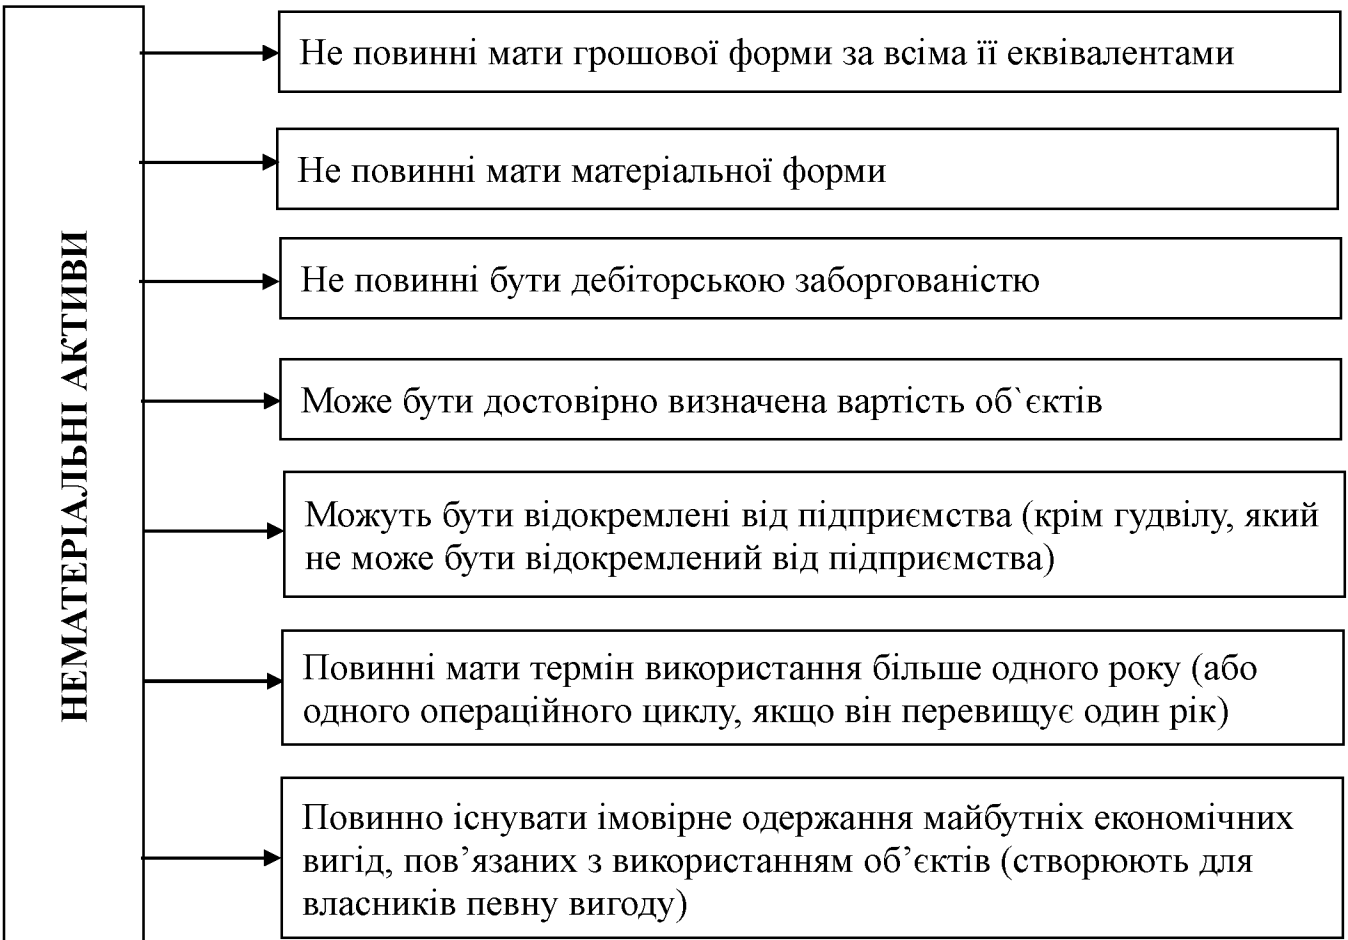 НЕМАТЕРІАЛЬНІ АКТИВИ
Не повинні мати грошової форми за всіма її еквівалентами
Не повинні мати матеріальної форми
Не повинні бути дебіторською заборгованістю
Може бути достовірно визначена вартість об`єктів
Можуть бути відокремлені від підприємства (крім гудвілу, який
не може бути відокремлений від підприємства)
Повинні мати термін використання більше одного року (або
одного операційного циклу, якщо він перевищує один рік)
Повинно існувати імовірне одержання майбутніх економічних
вигід, пов’язаних з використанням об’єктів (створюють для
власників певну вигоду)